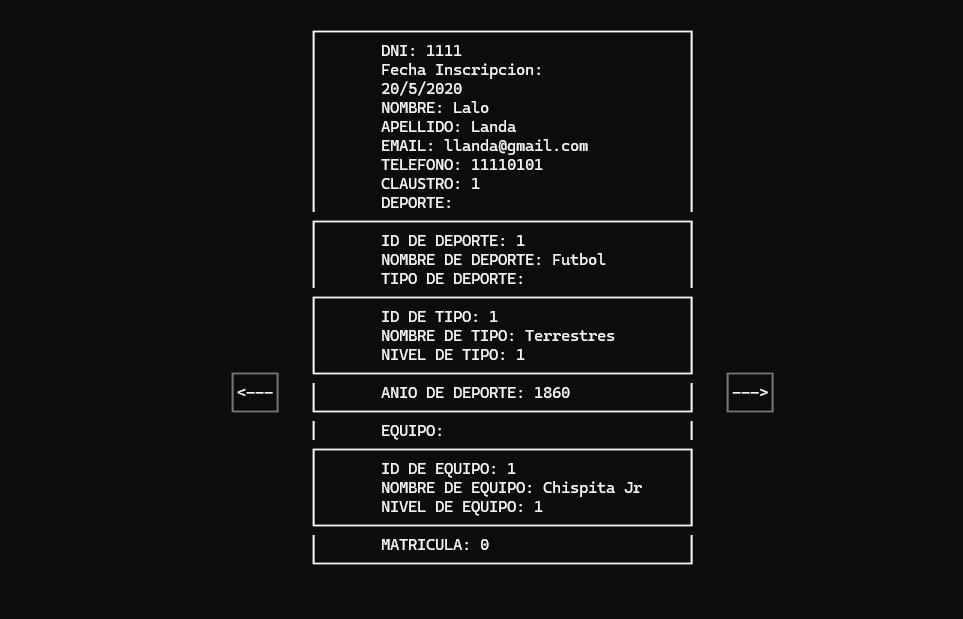 DNI: 1111
Fecha Inscripcion:
20/5/2020
NOMBRE: Lalo
APELLIDO: Landa
EMAIL: llanda@gmail.com
TELEFONO: 11110101
CLAUSTRO: 1
DEPORTE:
ID DE DEPORTE: 1
NOMBRE DE DEPORTE: Futbol
TIPO DE DEPORTE:
ID DE TIPO: 1
NOMBRE DE TIPO: Terrestres
NIVEL DE TIPO: 1
<--- ANIO DE DEPORTE: 1860 --->
EQUIPO:
ID DE EQUIPO: 1
NOMBRE DE EQUIPO: Chispita Jr
NIVEL DE EQUIPO: 1
MATRICULA: 0